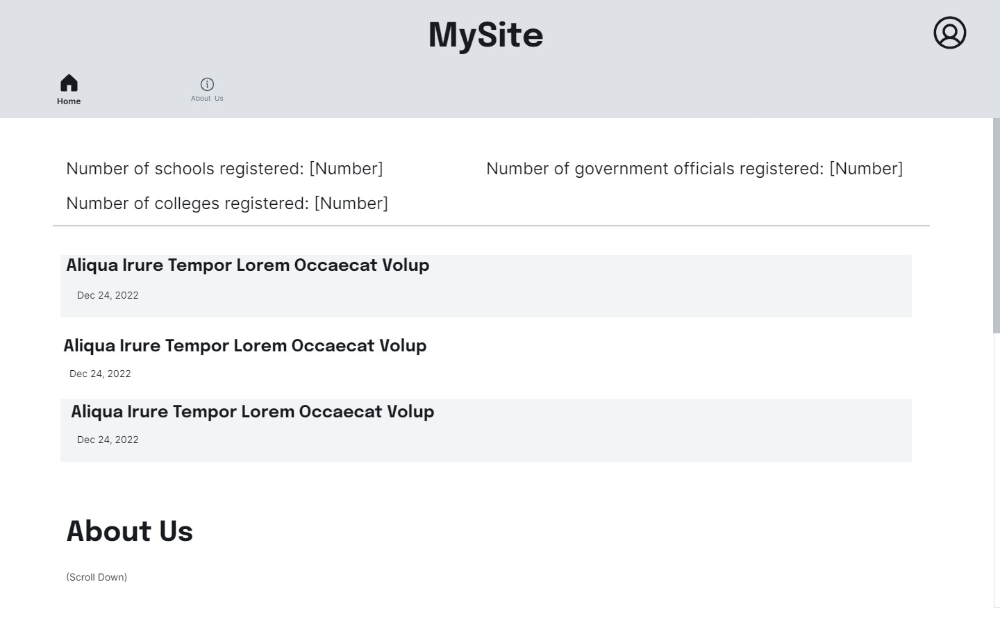 MySite
Home
About Us
Number of schools registered: [Number]
Number of government officials registered: [Number]
Number of colleges registered: [Number]
Aliqua Irure Tempor Lorem Occaecat Volup
Dec 24, 2022
Aliqua Irure Tempor Lorem Occaecat Volup
Dec 24, 2022
Aliqua Irure Tempor Lorem Occaecat Volup
Dec 24, 2022
About Us
(Scroll Down)